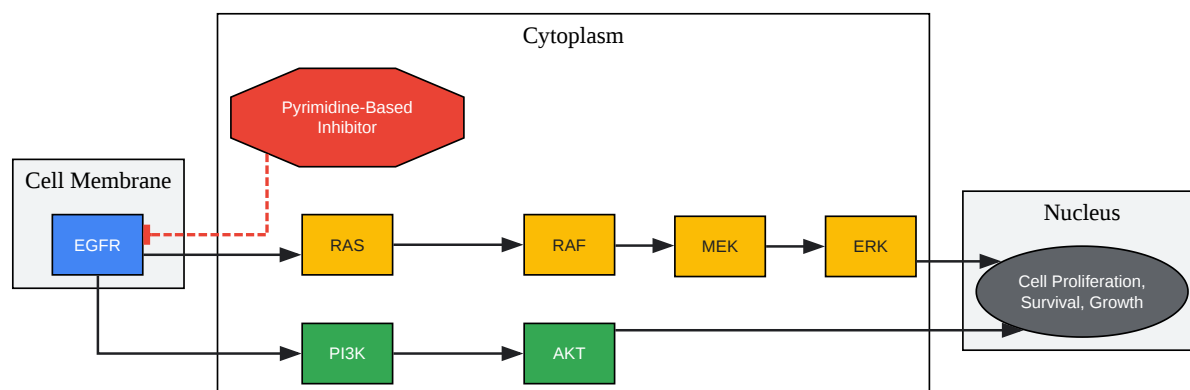 Cytoplasm
Pyrimidine-Based
Inhibitor
Cell Membrane
EGFR
RAS
RAF
MEK
ERK
Nucleus
Cell Proliferation,
Survival, Growth
PI3K
AKT